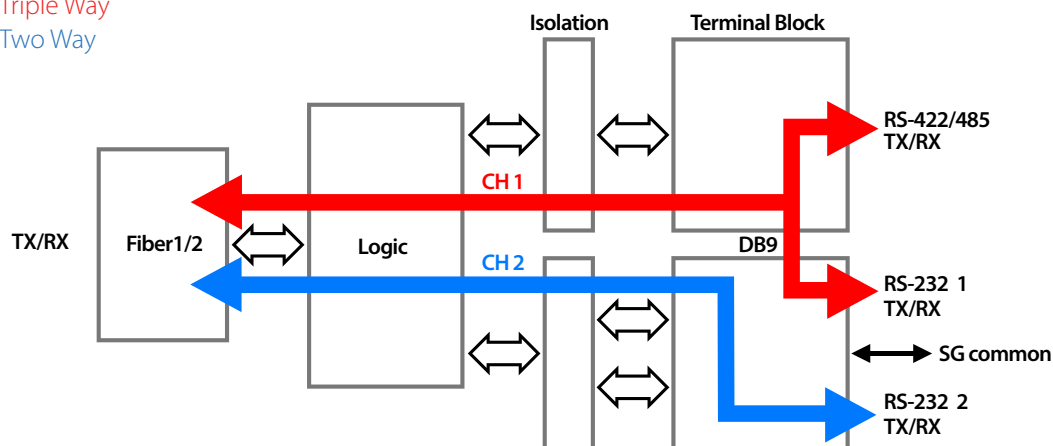 Triple Way
Two Way
Isolation
Terminal Block
RS-422/485
TX/RX
CH 1
TX/RX
Fiber1/2
Logic
DB9
CH 2
RS-232 1
TX/RX
SG common
RS-232 2
TX/RX